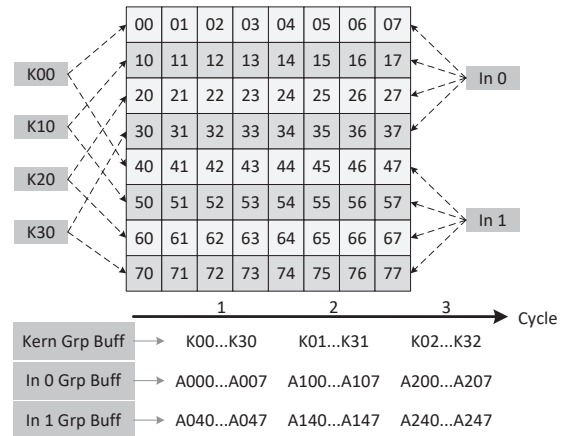 00 01 02 03 04 05 06 07
10 11 12 13 14 15 16 17
20 21 22 23 24 25 26 27
30 31 32 33 34 35 36 37
40 41 42 43 44 45 46 47
50 51 52 53 54 55 56 57
60 61 62 63 64 65 66 67
70 71 72 73 74 75 76 77
K00
K10
K20
K30
In 0
In 1
1 2 3
Cycle
Kern Grp Buff K00...K30 K01...K31 K02...K32
In 0 Grp Buff A000...A007 A100...A107 A200...A207
In 1 Grp Buff A040...A047 A140...A147 A240...A247